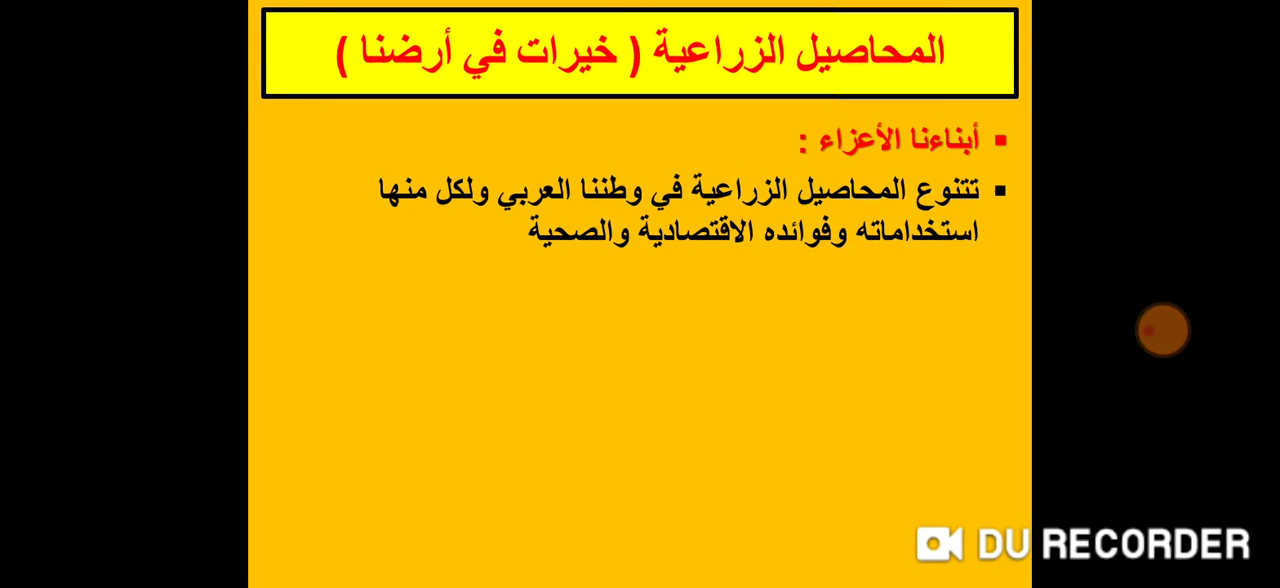 المحاصيل الزراعية ( خيرات في أرضنا )
▪ أبناءنا الأعزاء :
▪ تتنوع المحاصيل الزراعية في وطننا العربي ولكل منها
استخداماته وفوائده الاقتصادية والصحية
DU RECORDER